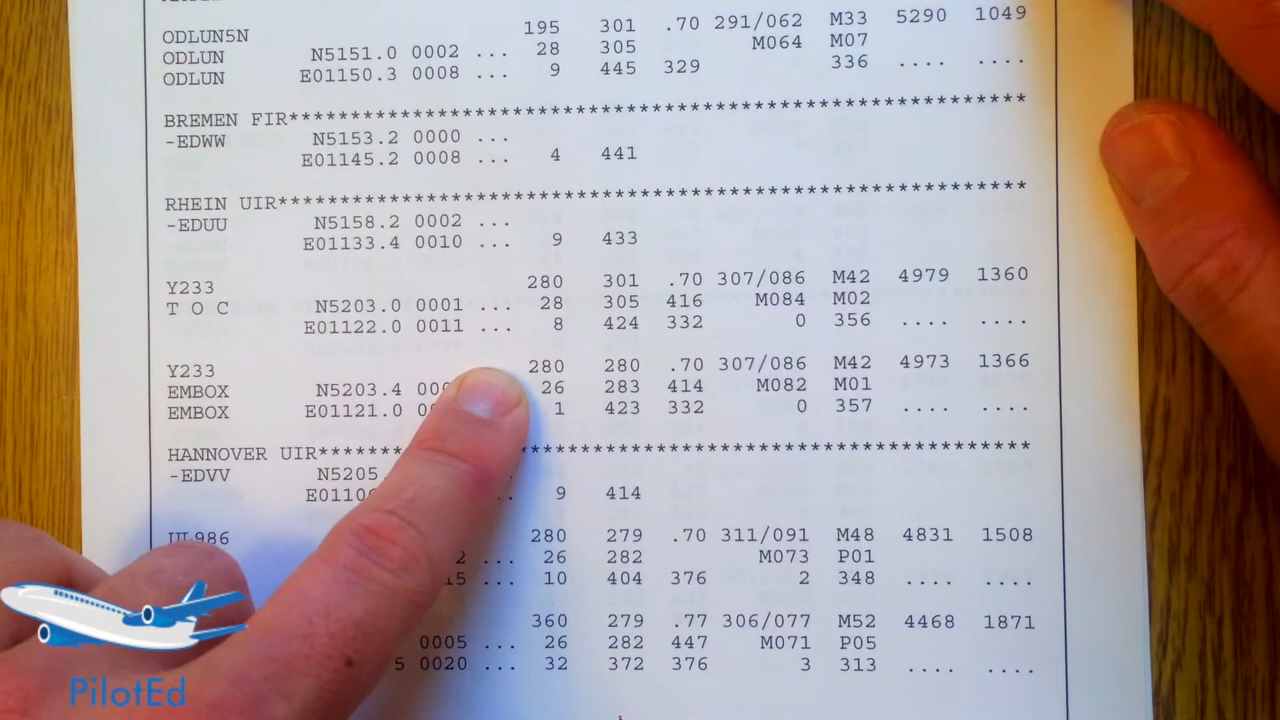 ODLUN5N 195 301 .70 291/062 M33 5290 1049
ODLUN N5151.0 0002 ... 28 305 M064 M07
ODLUN E01150.3 0008 ... 9 445 329 336 .... ....
BREMEN FIR**********************************************************************
-EDWW N5153.2 0000 ...
E01145.2 0008 ... 4 441
RHEIN UIR***********************************************************************
-EDUU N5158.2 0002 ...
E01133.4 0010 ... 9 433
Y233 280 301 .70 307/086 M42 4979 1360
T O C N5203.0 0001 ... 28 305 416 M084 M02
E01122.0 0011 ... 8 424 332 0 356 .... ....
Y233 280 280 .70 307/086 M42 4973 1366
EMBOX N5203.4 26 283 414 M082 M01
EMBOX E01121.0 1 423 332 0 357 .... ....
HANNOVER UIR********************************************************************
-EDVV N5205
9 414
UL986 280 279 .70 311/091 M48 4831 1508
2 ... 26 282 M073 P01
15 ... 10 404 376 2 348 .... ....
360 279 .77 306/077 M52 4468 1871
0005 ... 26 282 447 M071 P05
5 0020 ... 32 372 376 3 313 .... ....
PilotEd